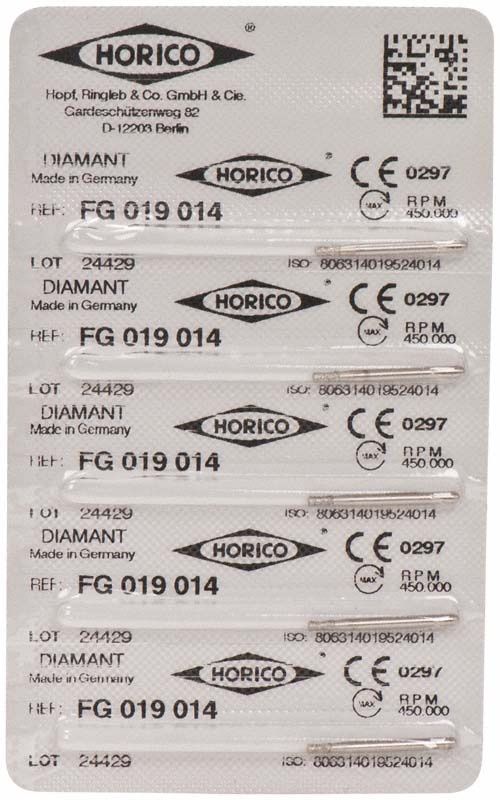 HORICO ®
Hopf, Ringleb & Co. GmbH & Cie.
Gardeschützenweg 82
D-12203 Berlin
DIAMANT HORICO ® CE 0297
Made in Germany
REF: FG 019 014 MAX RPM 450.000
LOT 24429 ISO: 806314019524014
DIAMANT HORICO ® CE 0297
Made in Germany
REF: FG 019 014 MAX RPM 450.000
LOT 24429 ISO: 806314019524014
DIAMANT HORICO ® CE 0297
Made in Germany
REF: FG 019 014 MAX RPM 450.000
LOT 24429 ISO: 806314019524014
DIAMANT HORICO ® CE 0297
Made in Germany
REF: FG 019 014 MAX RPM 450.000
LOT 24429 ISO: 806314019524014
DIAMANT HORICO ® CE 0297
Made in Germany
REF: FG 019 014 MAX RPM 450.000
LOT 24429 ISO: 806314019524014